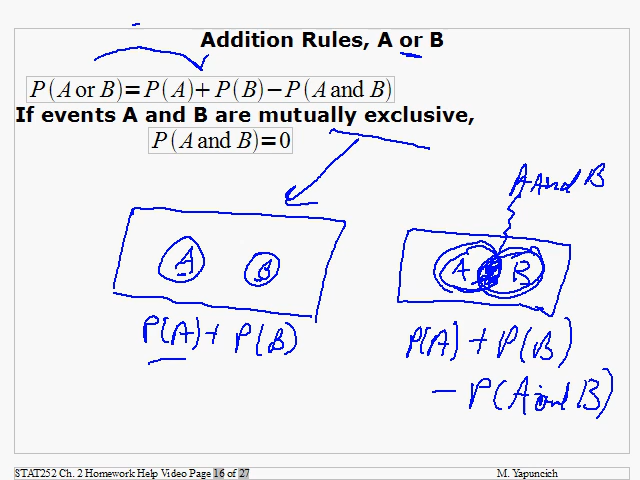 Addition Rules, A or B
P(A or B)=P(A)+P(B)−P(A and B)
If events A and B are mutually exclusive,
P(A and B)=0
A and B
A B
A B
P(A)+ P(B)
P(A) + P(B)
− P(A and B)
STAT252 Ch. 2 Homework Help Video Page 16 of 27 M. Yapuncich